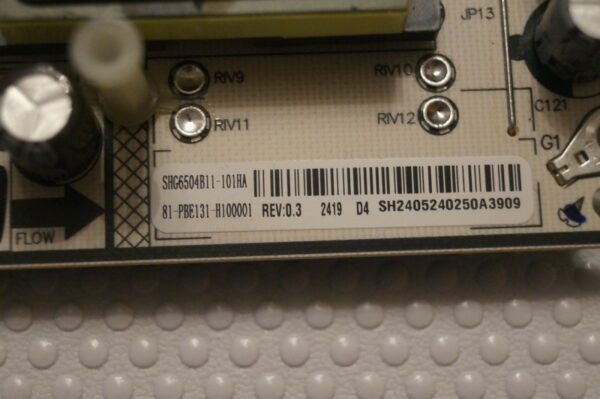 JP13
RIV9
RIV10
RIV11
RIV12
C121
G1
SHG6504B11-101HA
81-PBE131-H100001 REV:0.3 2419 D4 SH2405240250A3909
FLOW